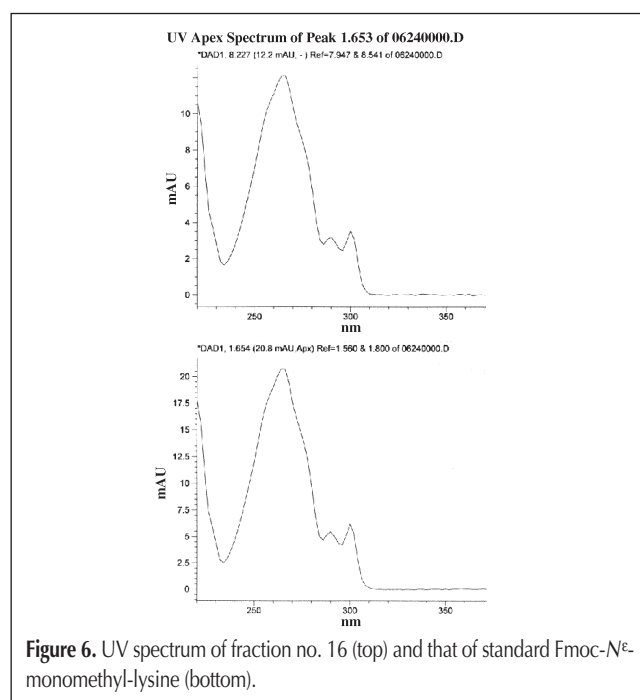 UV Apex Spectrum of Peak 1.653 of 06240000.D
*DAD1, 8.227 (12.2 mAU, - ) Ref=7.947 & 8.541 of 06240000.D
mAU
10
8
6
4
2
0
250
300
350
nm
*DAD1, 1.654 (20.8 mAU,Apx) Ref=1.560 & 1.800 of 06240000.D
mAU
20
17.5
15
12.5
10
7.5
5
2.5
0
250
300
350
nm
Figure 6. UV spectrum of fraction no. 16 (top) and that of standard Fmoc-Nε-
monomethyl-lysine (bottom).